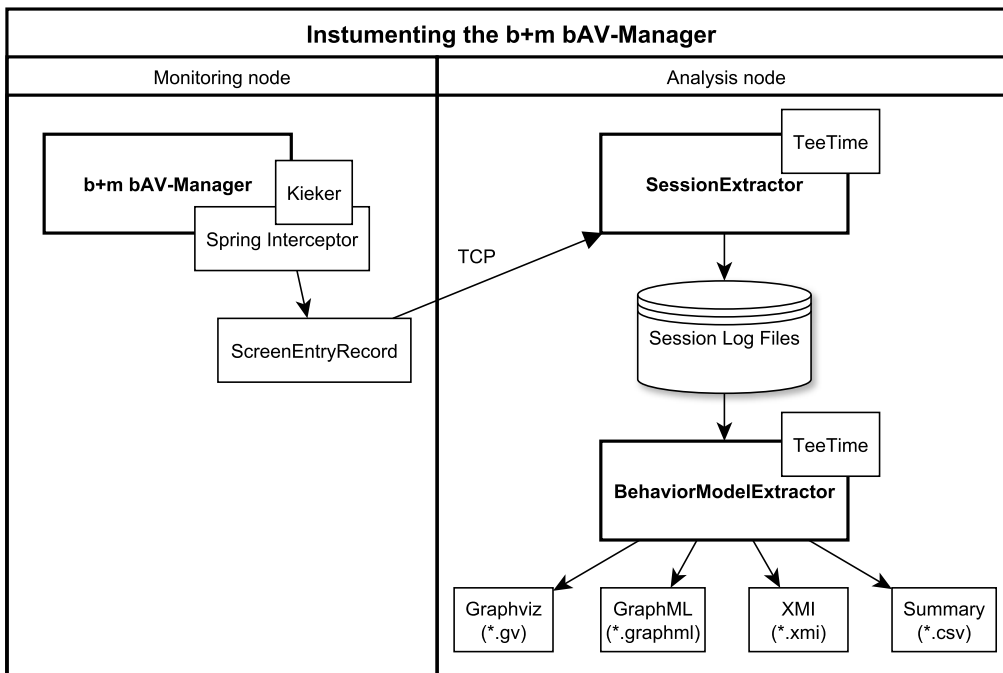 Instumenting the b+m bAV-Manager
Monitoring node
Analysis node
b+m bAV-Manager
Kieker
Spring Interceptor
ScreenEntryRecord
TCP
TeeTime
SessionExtractor
Session Log Files
TeeTime
BehaviorModelExtractor
Graphviz
(*.gv)
GraphML
(*.graphml)
XMI
(*.xmi)
Summary
(*.csv)